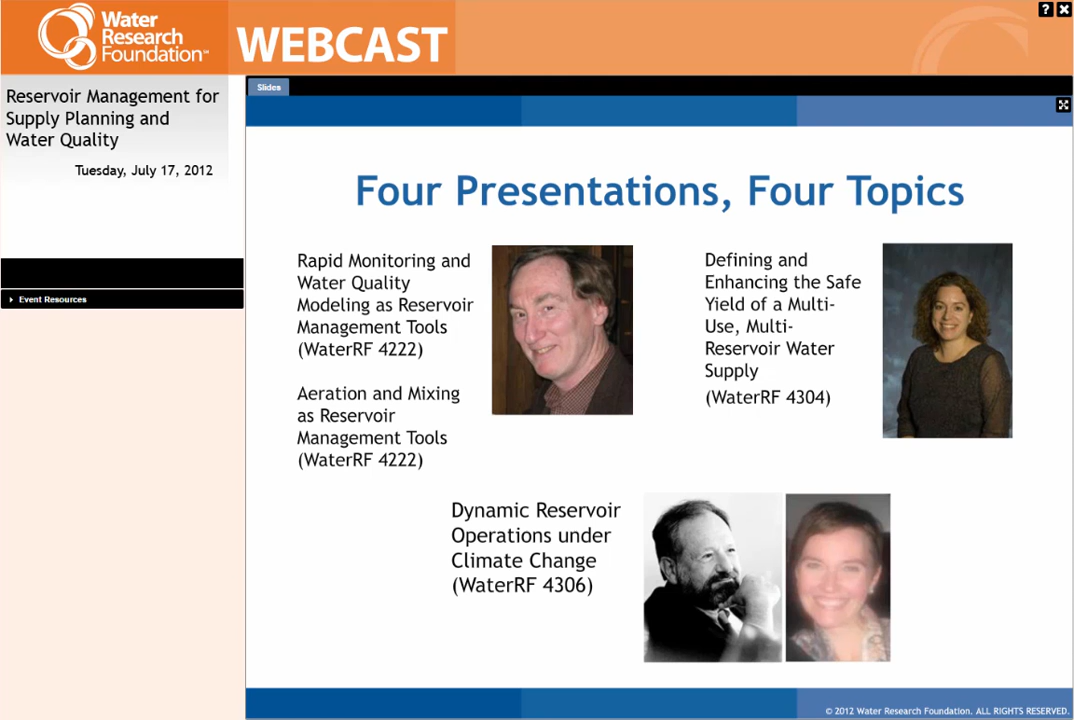 Water
Research
Foundation™
WEBCAST
? ✖
Reservoir Management for
Supply Planning and
Water Quality
Tuesday, July 17, 2012
Event Resources
Slides
Four Presentations, Four Topics
Rapid Monitoring and
Water Quality
Modeling as Reservoir
Management Tools
(WaterRF 4222)
Aeration and Mixing
as Reservoir
Management Tools
(WaterRF 4222)
Defining and
Enhancing the Safe
Yield of a Multi-
Use, Multi-
Reservoir Water
Supply
(WaterRF 4304)
Dynamic Reservoir
Operations under
Climate Change
(WaterRF 4306)
© 2012 Water Research Foundation. ALL RIGHTS RESERVED.